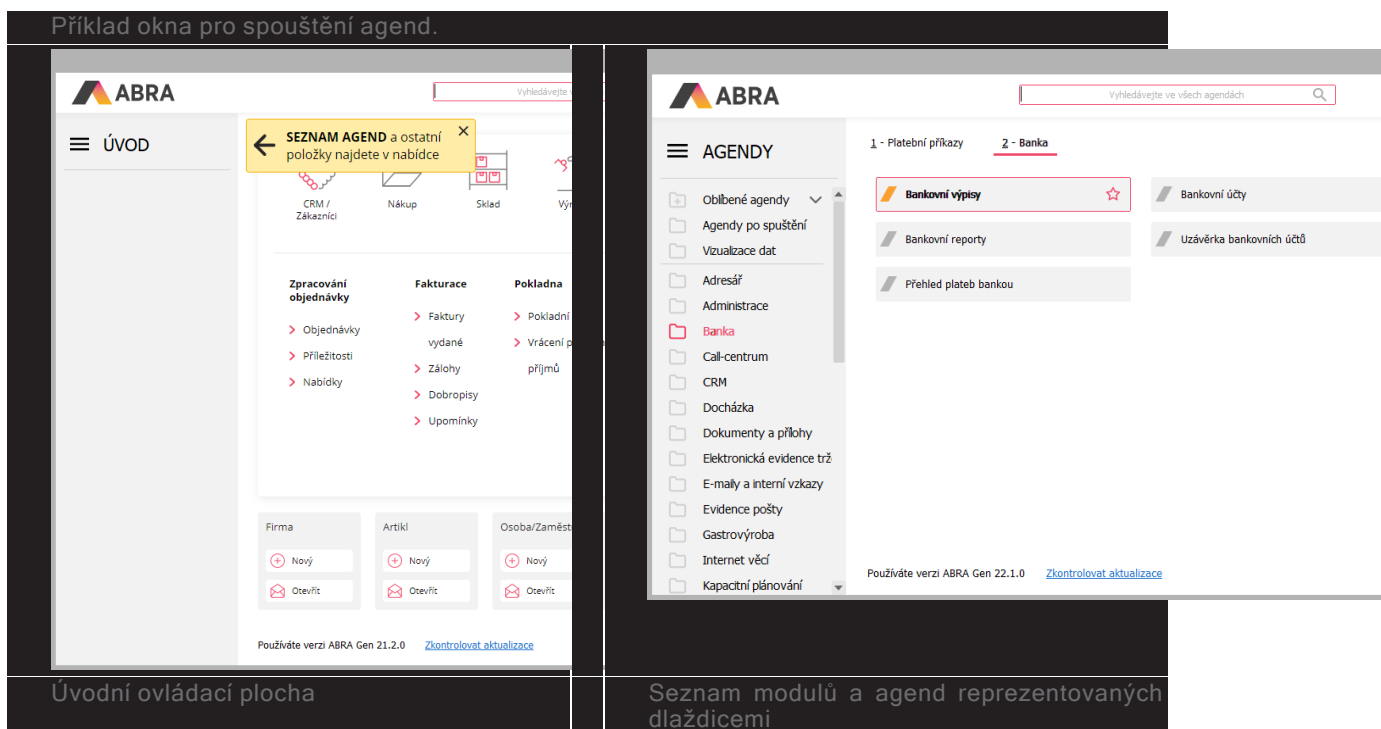 Příklad okna pro spouštění agend.
ABRA
Vyhledávejte
ÚVOD
SEZNAM AGEND a ostatní
položky najdete v nabídce
CRM /
Zákazníci
Nákup
Sklad
Zpracování
objednávky
Objednávky
Příležitosti
Nabídky
Fakturace
Faktury
vydané
Zálohy
Dobropisy
Upomínky
Pokladna
Pokladní
Vrácení
příjmů
Firma
Nový
Otevřít
Artikl
Nový
Otevřít
Osoba/Zaměst
Nový
Otevřít
Používáte verzi ABRA Gen 21.2.0 Zkontrolovat aktualizace
Úvodní ovládací plocha
ABRA
Vyhledávejte ve všech agendách
AGENDY
Oblíbené agendy
Agendy po spuštění
Vizualizace dat
Adresář
Administrace
Banka
Call-centrum
CRM
Docházka
Dokumenty a přílohy
Elektronická evidence trž
E-maily a interní vzkazy
Evidence pošty
Gastrovýroba
Internet věcí
Kapacitní plánování
1 - Platební příkazy 2 - Banka
Bankovní výpisy Bankovní účty
Bankovní reporty Uzávěrka bankovních účtů
Přehled plateb bankou
Používáte verzi ABRA Gen 22.1.0 Zkontrolovat aktualizace
Seznam modulů a agend reprezentovaných
dlaždicemi